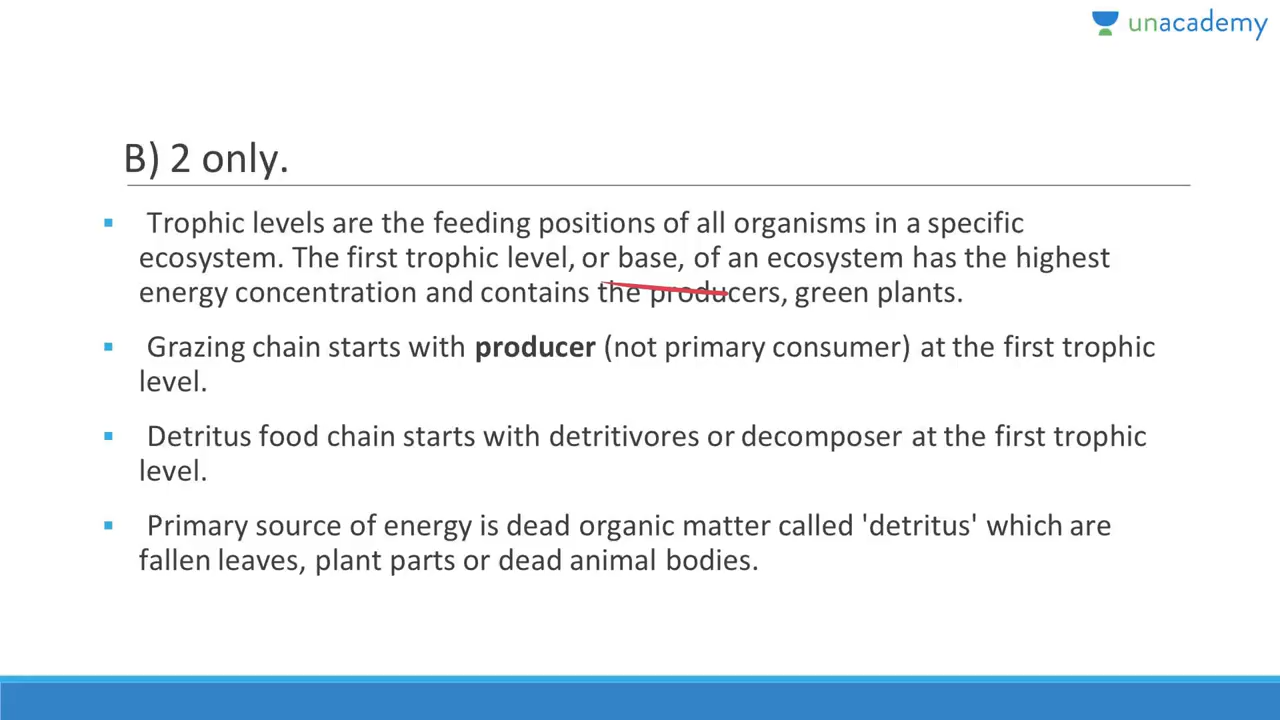 unacademy
B) 2 only.
▪ Trophic levels are the feeding positions of all organisms in a specific
ecosystem. The first trophic level, or base, of an ecosystem has the highest
energy concentration and contains the producers, green plants.
▪ Grazing chain starts with producer (not primary consumer) at the first trophic
level.
▪ Detritus food chain starts with detritivores or decomposer at the first trophic
level.
▪ Primary source of energy is dead organic matter called 'detritus' which are
fallen leaves, plant parts or dead animal bodies.